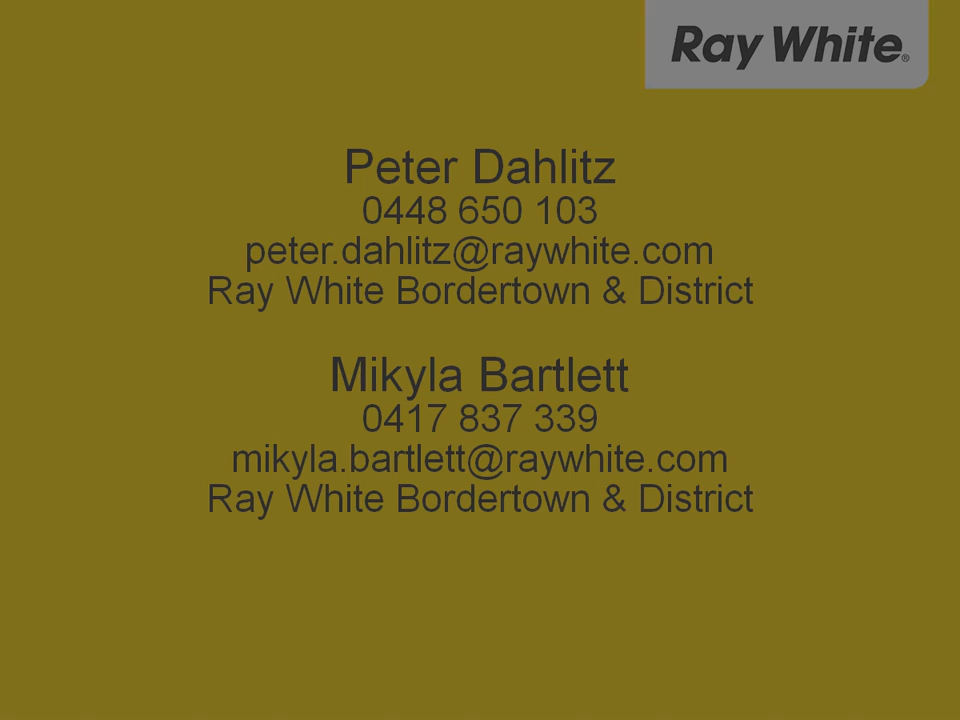 Ray White®
Peter Dahlitz
0448 650 103
peter.dahlitz@raywhite.com
Ray White Bordertown & District
Mikyla Bartlett
0417 837 339
mikyla.bartlett@raywhite.com
Ray White Bordertown & District